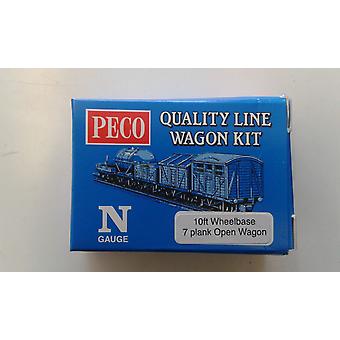 PECO
QUALITY LINE
WAGON KIT
N
GAUGE
10ft Wheelbase
7 plank Open Wagon